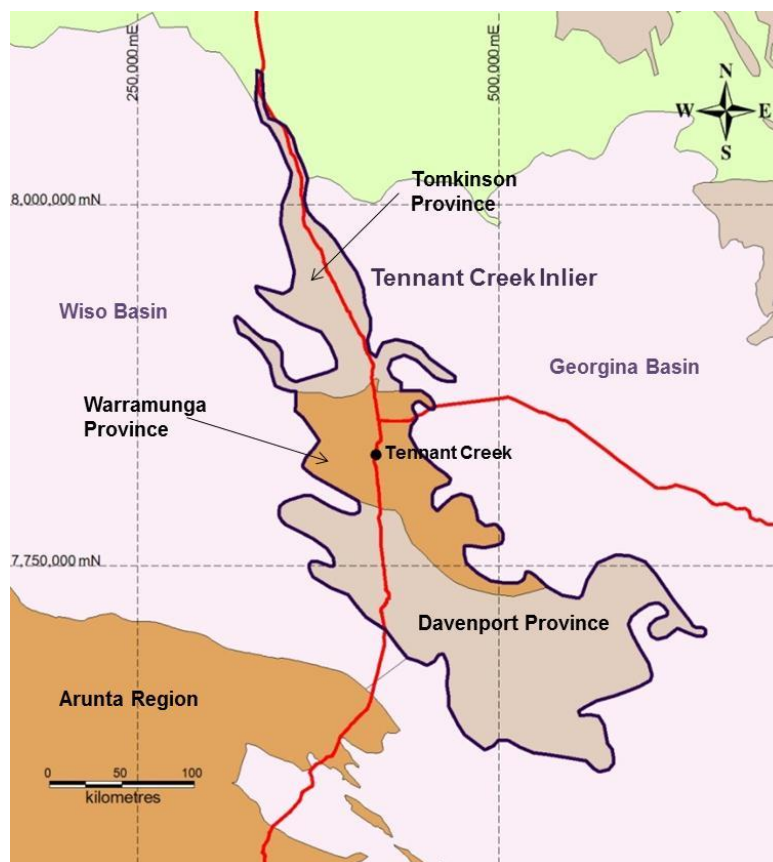 250,000 mE
500,000 mE
N
W
E
S
8,000,000 mN
Tomkinson
Province
Tennant Creek Inlier
Wiso Basin
Georgina Basin
Warramunga
Province
Tennant Creek
7,750,000 mN
Davenport Province
Arunta Region
0 50 100
kilometres